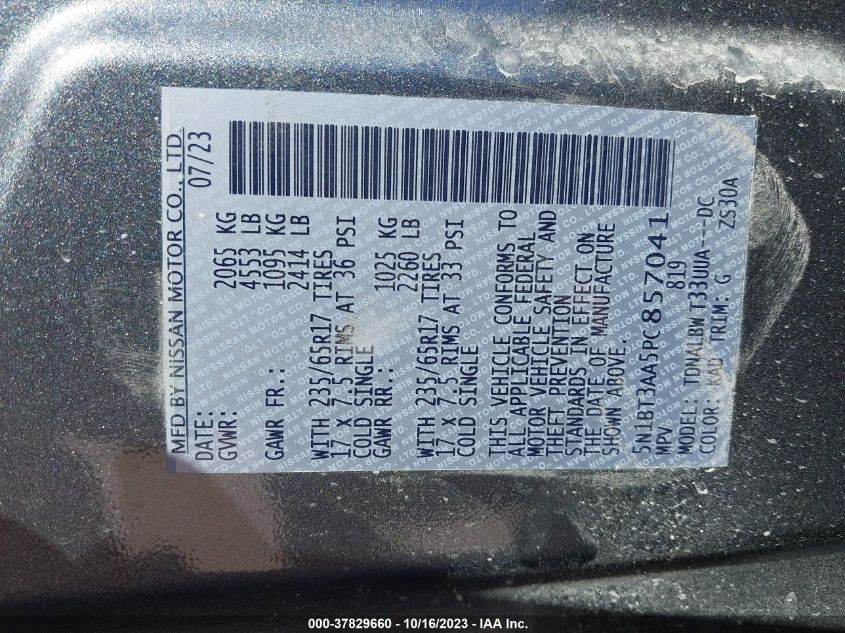 MFD BY NISSAN MOTOR CO., LTD.
DATE: 07/23
GVWR: 2065 KG
4553 LB
GAWR FR.: 1095 KG
2414 LB
WITH 235/65R17 TIRES
17 X 7.5 RIMS AT 36 PSI
COLD SINGLE
GAWR RR.: 1025 KG
2260 LB
WITH 235/65R17 TIRES
17 X 7.5 RIMS AT 33 PSI
COLD SINGLE
THIS VEHICLE CONFORMS TO
ALL APPLICABLE FEDERAL
MOTOR VEHICLE SAFETY AND
THEFT PREVENTION
STANDARDS IN EFFECT ON
THE DATE OF MANUFACTURE
SHOWN ABOVE.
5N1BT3AA5PC857041
MPV 819
MODEL: TDNALBW T33UUA---DC
COLOR: KAD TRIM: G ZS30A
000-37829660 - 10/16/2023 - IAA Inc.